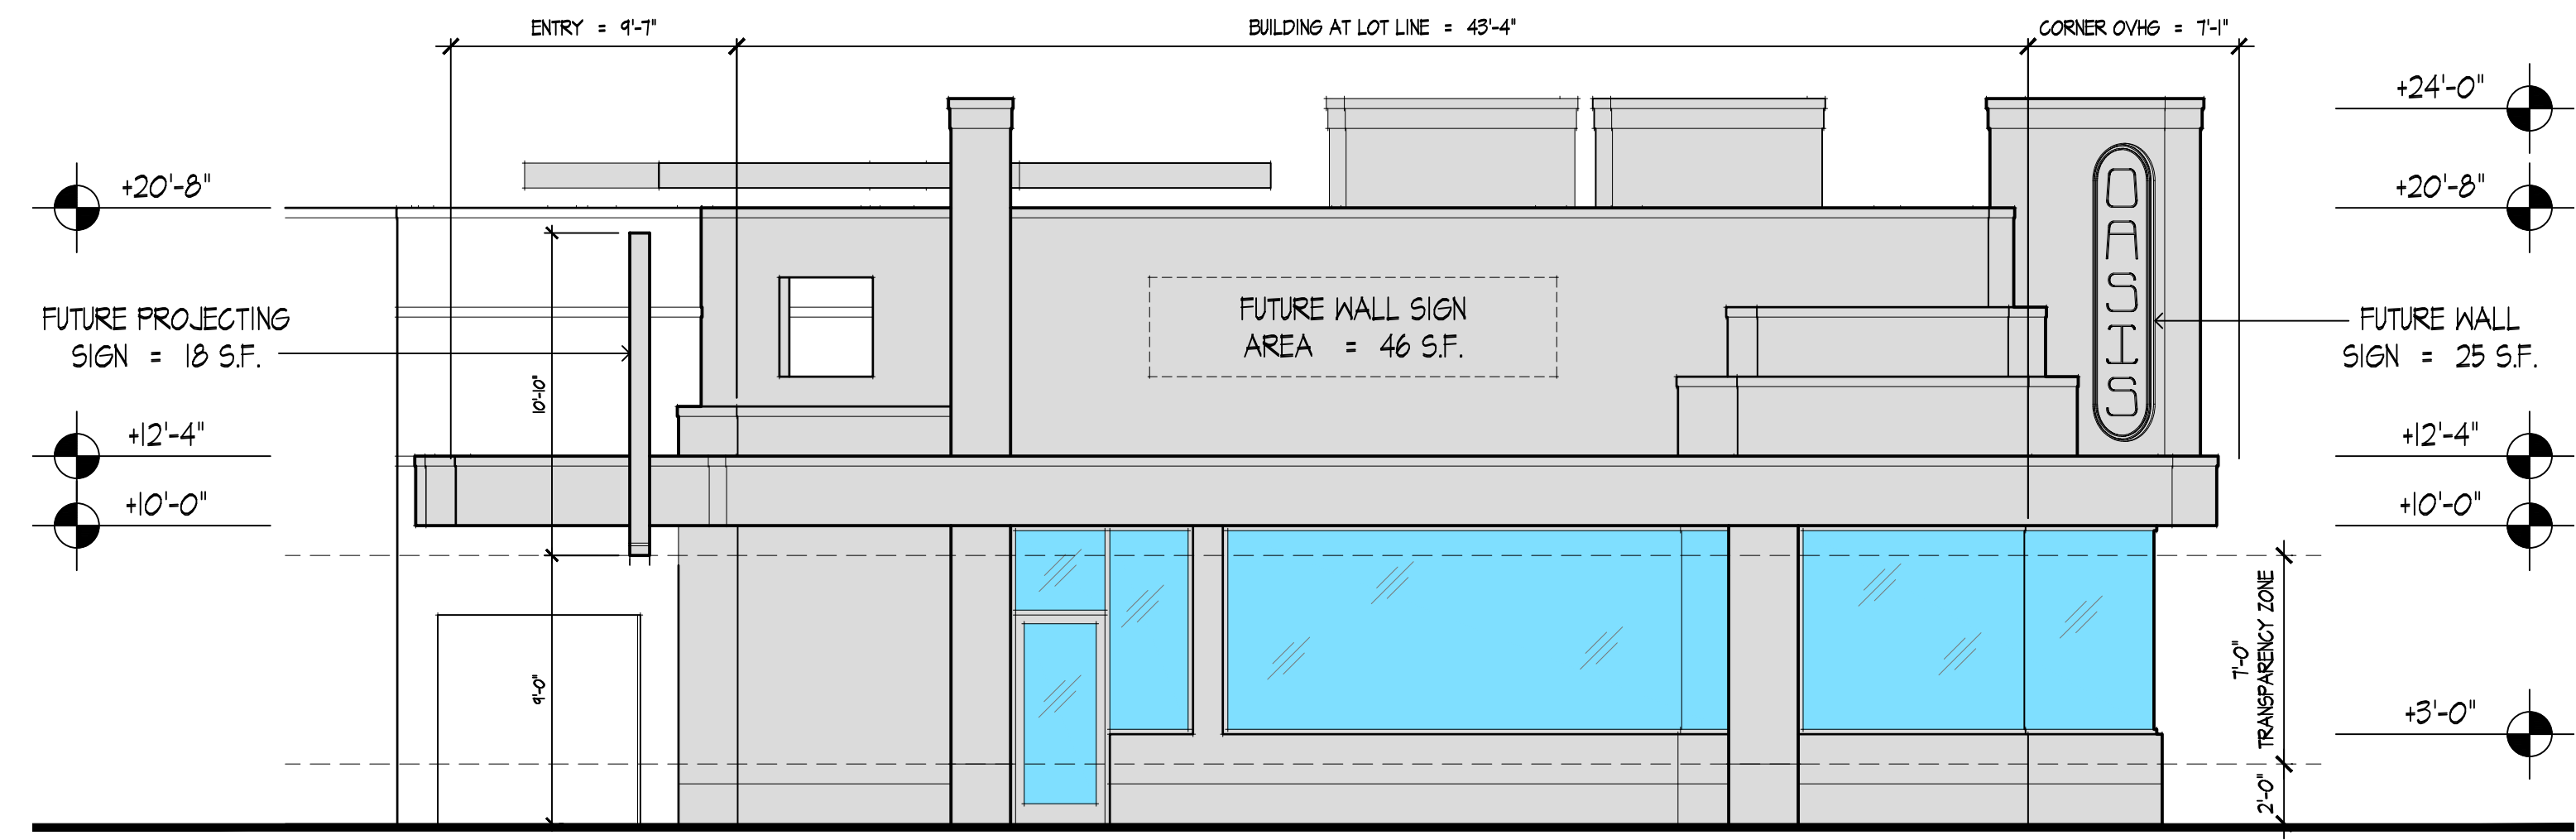 ENTRY = 9'-7"
BUILDING AT LOT LINE = 43'-4"
CORNER OVHG = 7'-1"
+24'-0"
+20'-8"
+20'-8"
OASIS
FUTURE PROJECTING
SIGN = 18 S.F.
FUTURE WALL SIGN
AREA = 46 S.F.
FUTURE WALL
SIGN = 25 S.F.
10'-10"
+12'-4"
+12'-4"
+10'-0"
+10'-0"
9'-0"
7'-0"
TRANSPARENCY ZONE
+3'-0"
2'-0"